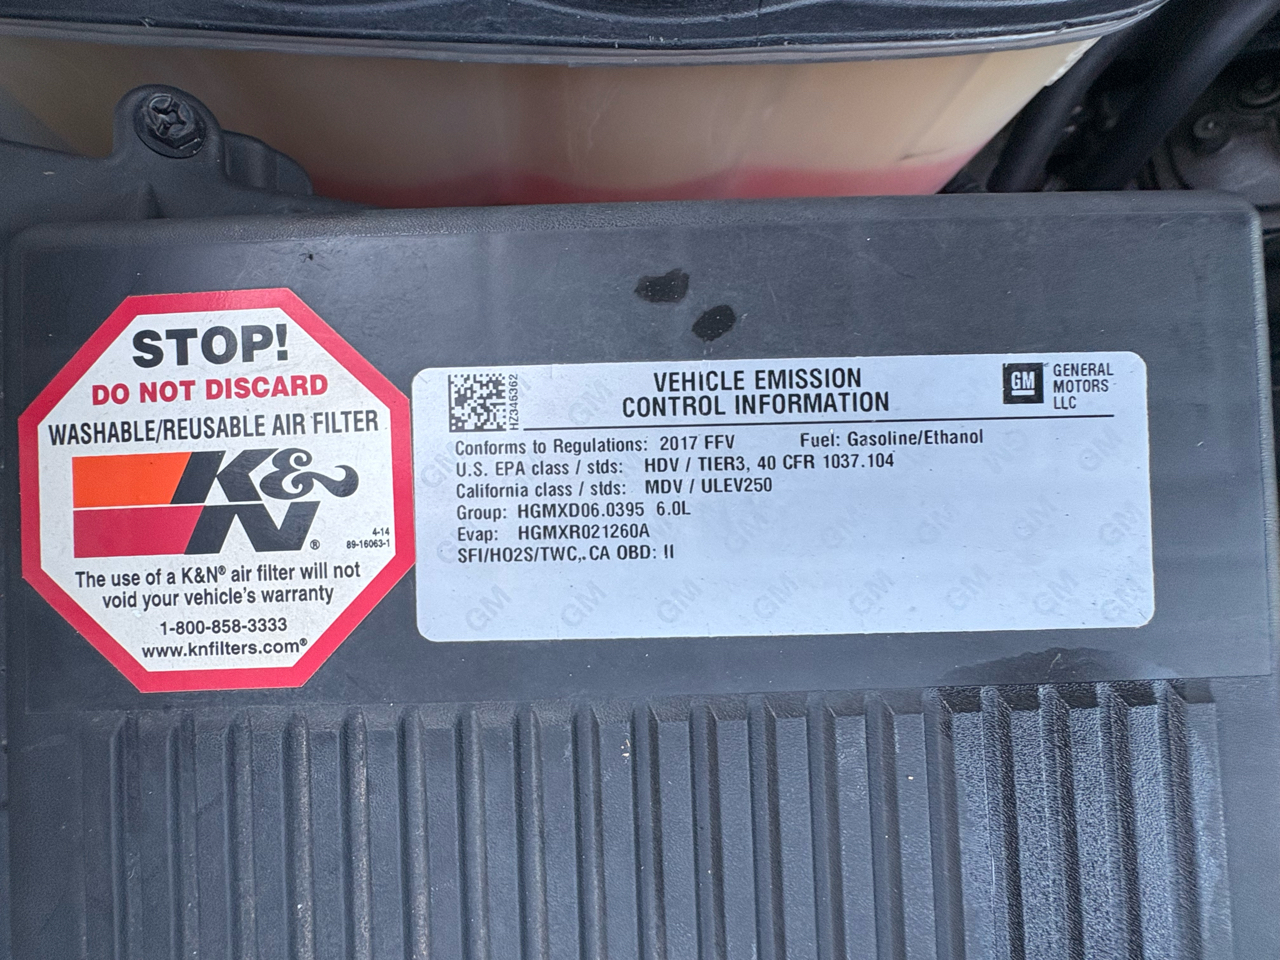 STOP!
DO NOT DISCARD
WASHABLE/REUSABLE AIR FILTER
K&N®
4-14
89-16063-1
The use of a K&N® air filter will not
void your vehicle's warranty
1-800-858-3333
www.knfilters.com®
HZ346362
VEHICLE EMISSION
CONTROL INFORMATION
GM
GENERAL
MOTORS
LLC
Conforms to Regulations: 2017 FFV Fuel: Gasoline/Ethanol
U.S. EPA class / stds: HDV / TIER3, 40 CFR 1037.104
California class / stds: MDV / ULEV250
Group: HGMXD06.0395 6.0L
Evap: HGMXR021260A
SFI/HO2S/TWC,.CA OBD: II